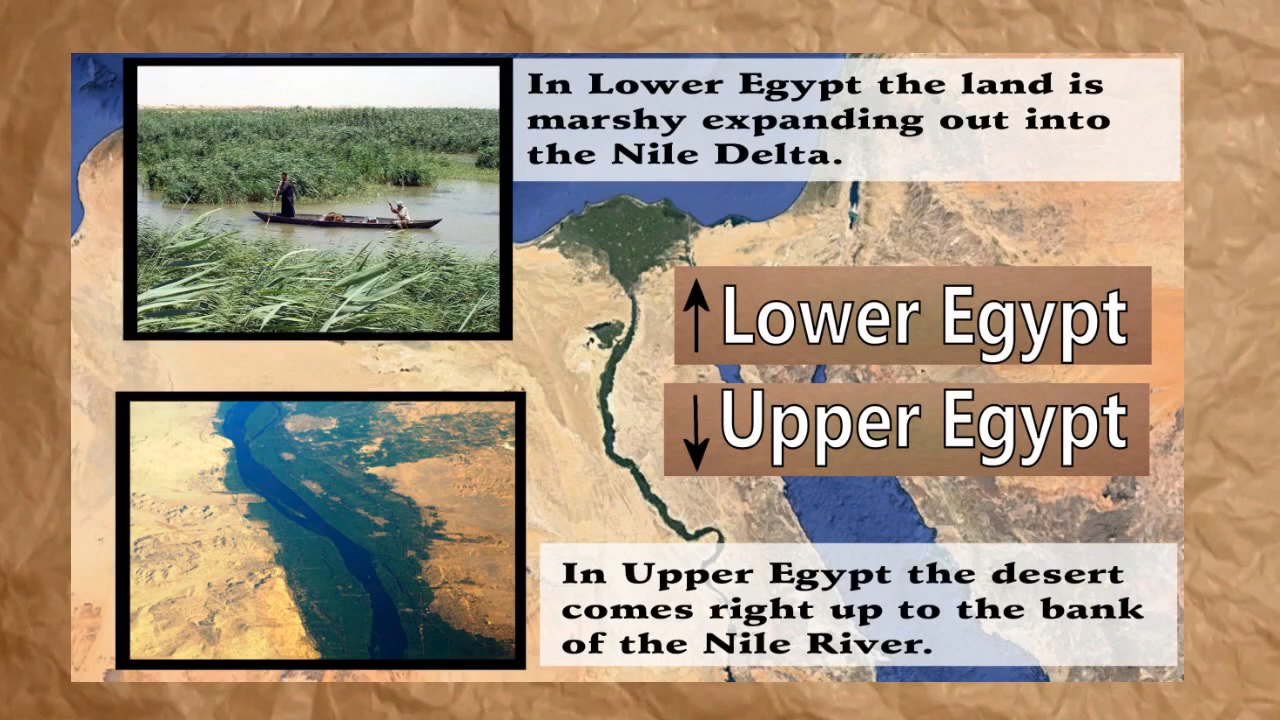 In Lower Egypt the land is
marshy expanding out into
the Nile Delta.
Lower Egypt
Upper Egypt
In Upper Egypt the desert
comes right up to the bank
of the Nile River.